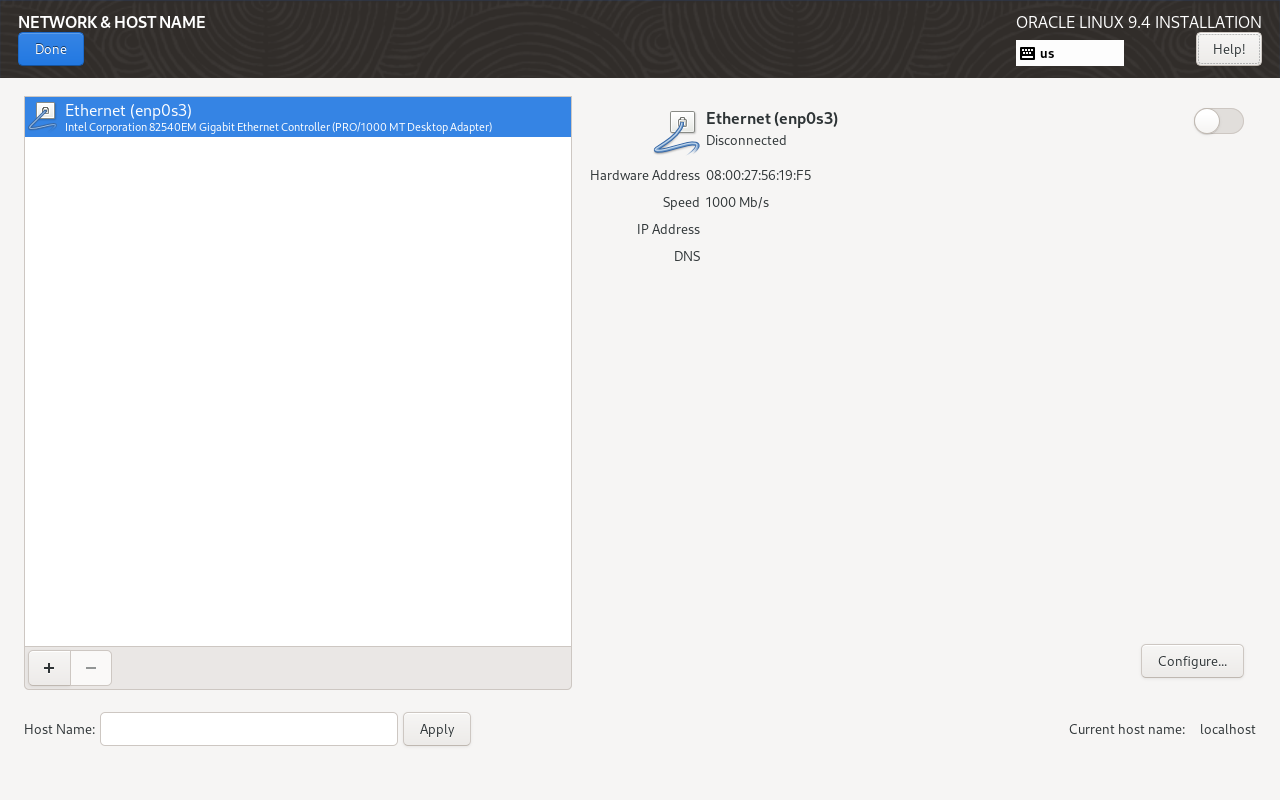 NETWORK & HOST NAME
ORACLE LINUX 9.4 INSTALLATION
Done
us
Help!
Ethernet (enp0s3)
Intel Corporation 82540EM Gigabit Ethernet Controller (PRO/1000 MT Desktop Adapter)
Ethernet (enp0s3)
Disconnected
Hardware Address 08:00:27:56:19:F5
Speed 1000 Mb/s
IP Address
DNS
+ −
Configure...
Host Name: Apply
Current host name: localhost